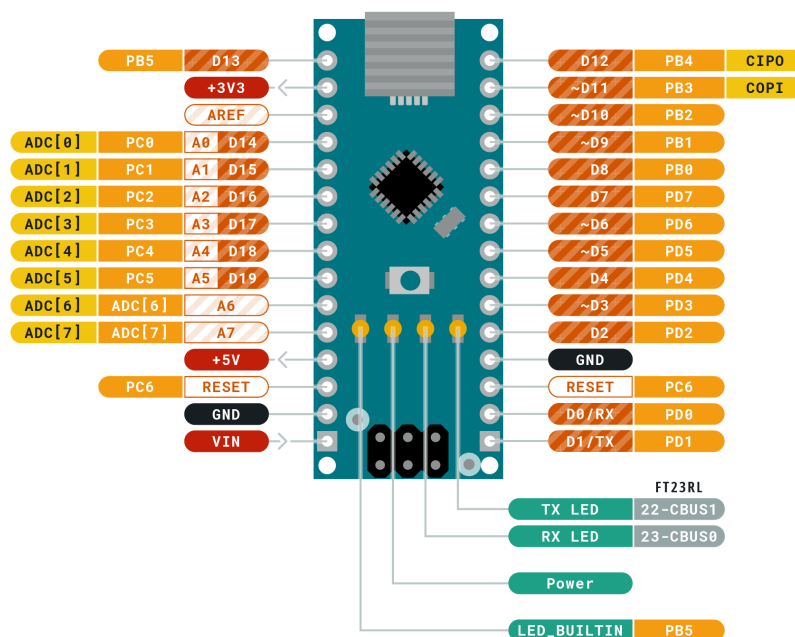 PB5 D13 D12 PB4 CIPO
+3V3 ~D11 PB3 COPI
AREF ~D10 PB2
ADC[0] PC0 A0 D14 ~D9 PB1
ADC[1] PC1 A1 D15 D8 PB0
ADC[2] PC2 A2 D16 D7 PD7
ADC[3] PC3 A3 D17 ~D6 PD6
ADC[4] PC4 A4 D18 ~D5 PD5
ADC[5] PC5 A5 D19 D4 PD4
ADC[6] ADC[6] A6 ~D3 PD3
ADC[7] ADC[7] A7 D2 PD2
+5V GND
PC6 RESET RESET PC6
GND D0/RX PD0
VIN D1/TX PD1
FT23RL
TX LED 22-CBUS1
RX LED 23-CBUS0
Power
LED_BUILTIN PB5